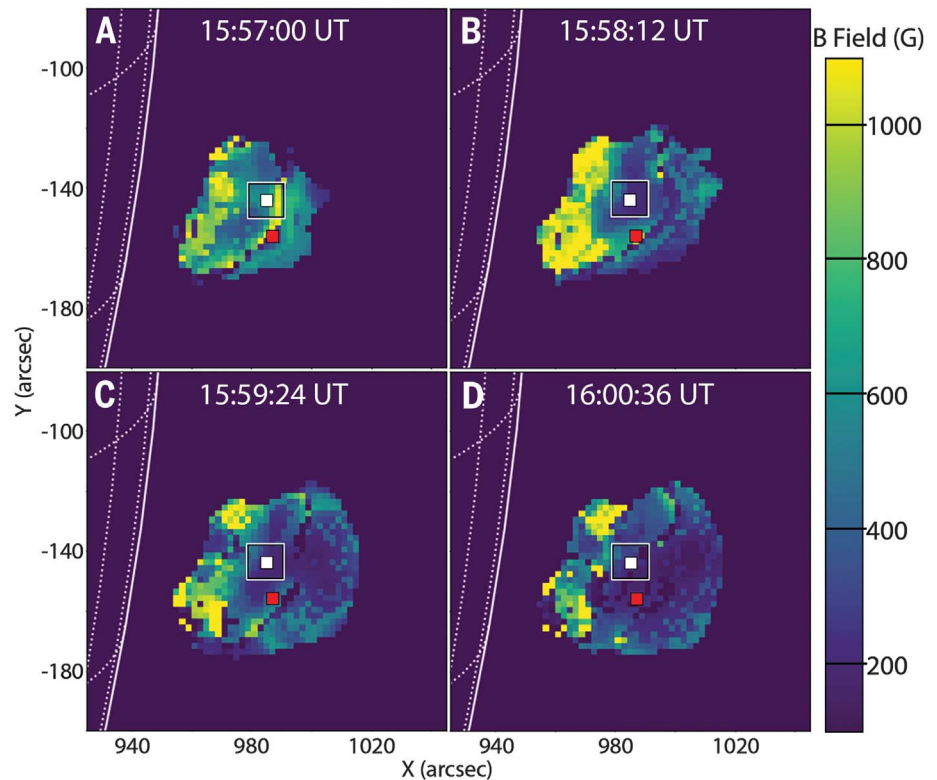 A 15:57:00 UT
B 15:58:12 UT
B Field (G)
1000
800
600
400
200
-100
-140
-180
C 15:59:24 UT
D 16:00:36 UT
-100
-140
-180
Y (arcsec)
940 980 1020
940 980 1020
X (arcsec)